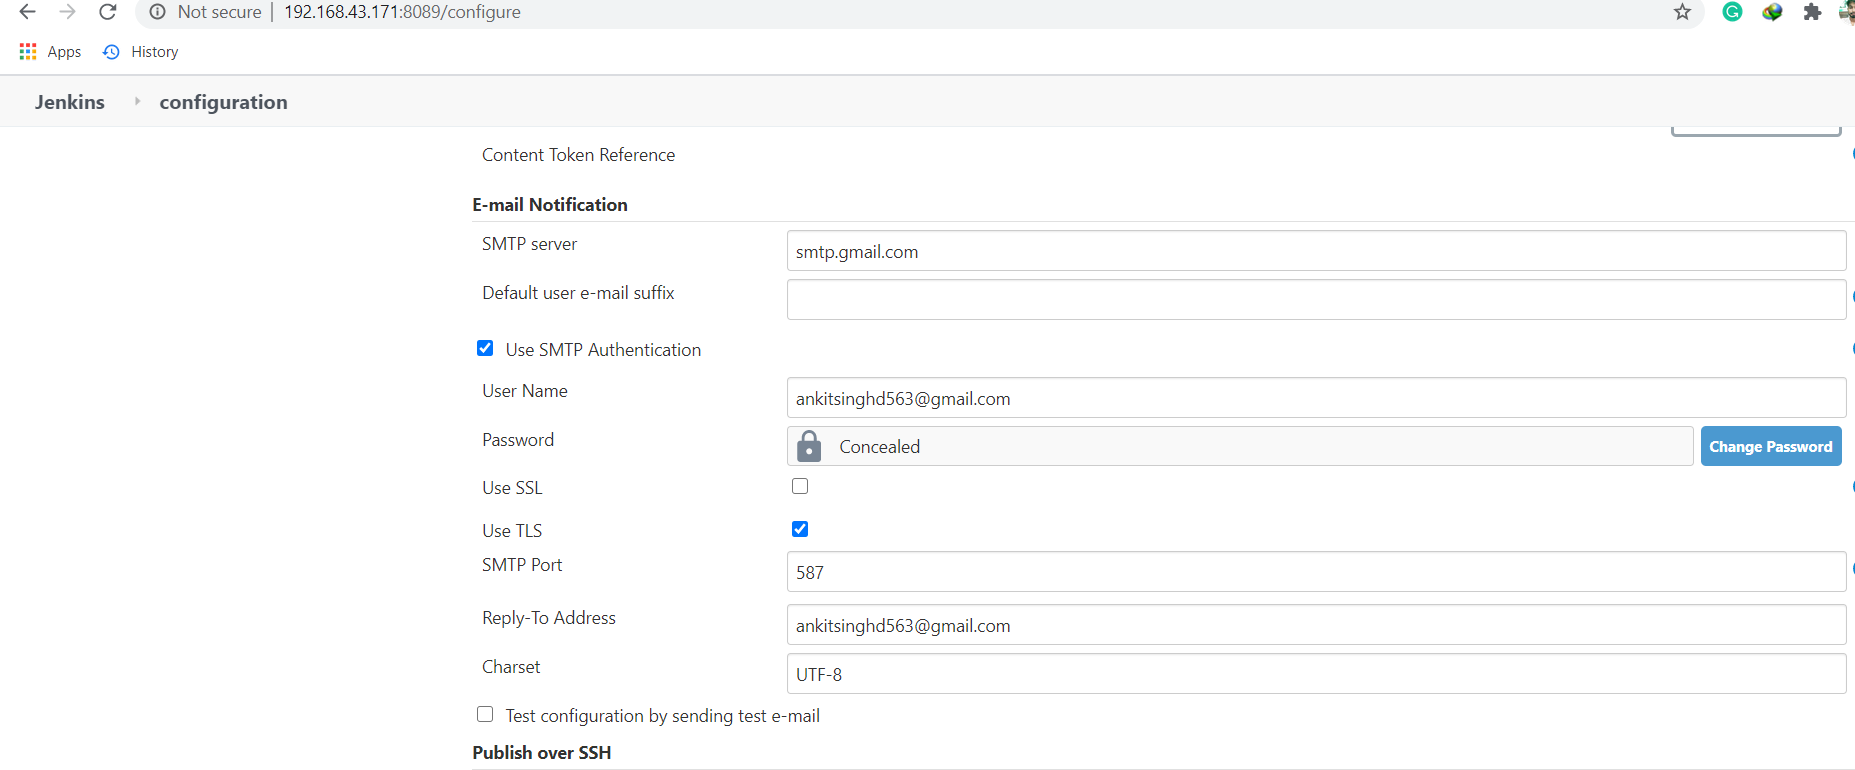 Not secure | 192.168.43.171:8089/configure
Apps History
Jenkins configuration
Content Token Reference
E-mail Notification
SMTP server smtp.gmail.com
Default user e-mail suffix
Use SMTP Authentication
User Name ankitsinghd563@gmail.com
Password Concealed Change Password
Use SSL
Use TLS
SMTP Port 587
Reply-To Address ankitsinghd563@gmail.com
Charset UTF-8
Test configuration by sending test e-mail
Publish over SSH